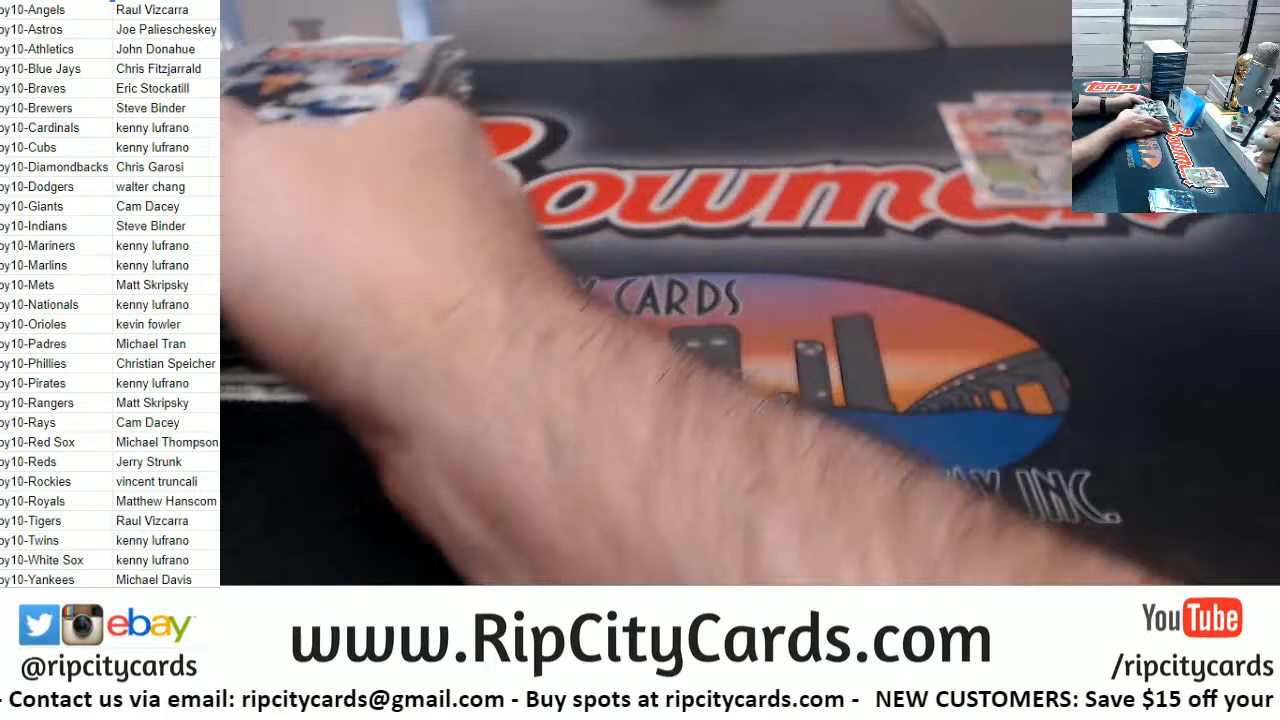 oy10-Angels Raul Vizcarra
oy10-Astros Joe Paliescheskey
oy10-Athletics John Donahue
oy10-Blue Jays Chris Fitzjarrald
oy10-Braves Eric Stockatill
oy10-Brewers Steve Binder
oy10-Cardinals kenny lufrano
oy10-Cubs kenny lufrano
oy10-Diamondbacks Chris Garosi
oy10-Dodgers walter chang
oy10-Giants Cam Dacey
oy10-Indians Steve Binder
oy10-Mariners kenny lufrano
oy10-Marlins kenny lufrano
oy10-Mets Matt Skripsky
oy10-Nationals kenny lufrano
oy10-Orioles kevin fowler
oy10-Padres Michael Tran
oy10-Phillies Christian Speicher
oy10-Pirates kenny lufrano
oy10-Rangers Matt Skripsky
oy10-Rays Cam Dacey
oy10-Red Sox Michael Thompson
oy10-Reds Jerry Strunk
oy10-Rockies vincent truncali
oy10-Royals Matthew Hanscom
oy10-Tigers Raul Vizcarra
oy10-Twins kenny lufrano
oy10-White Sox kenny lufrano
oy10-Yankees Michael Davis
Bowman
CARDS
INC.
TOPPS
Bowman
ebay
@ripcitycards
www.RipCityCards.com
YouTube
/ripcitycards
- Contact us via email: ripcitycards@gmail.com - Buy spots at ripcitycards.com - NEW CUSTOMERS: Save $15 off your